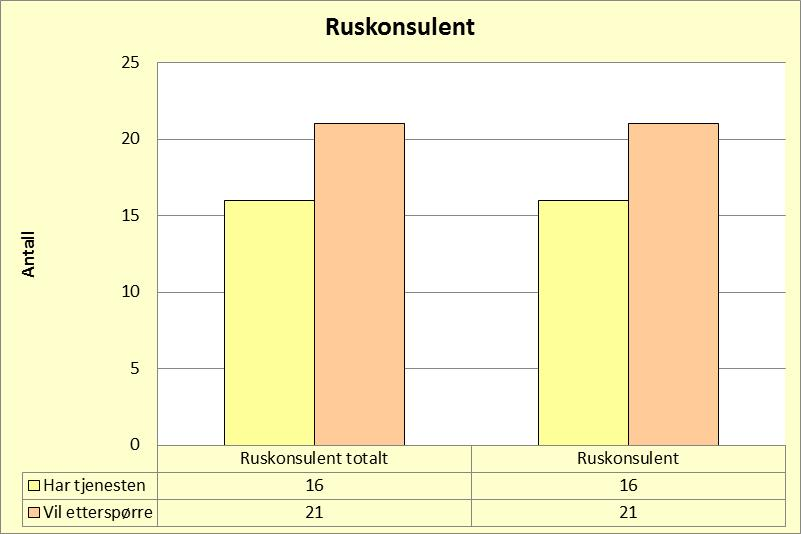 Ruskonsulent
25
20
15
10
5
0
Antall
Ruskonsulent totalt Ruskonsulent
Har tjenesten 16 16
Vil etterspørre 21 21